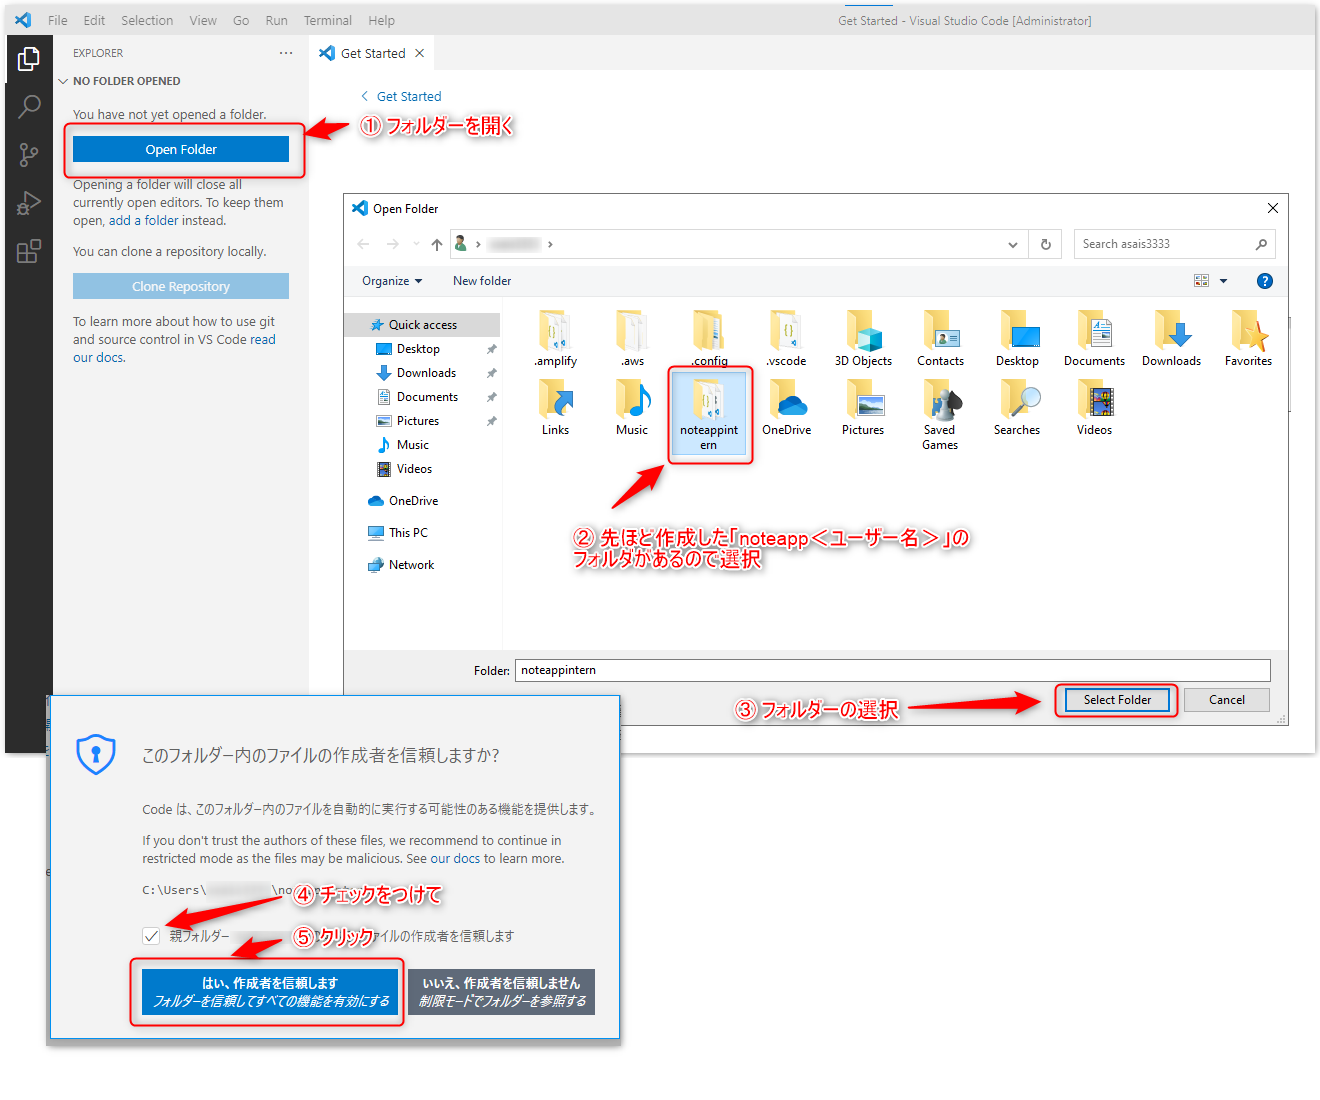 File Edit Selection View Go Run Terminal Help
Get Started - Visual Studio Code [Administrator]
EXPLORER
Get Started
NO FOLDER OPENED
You have not yet opened a folder.
Open Folder
Opening a folder will close all
currently open editors. To keep them
open, add a folder instead.
You can clone a repository locally.
Clone Repository
To learn more about how to use git
and source control in VS Code read
our docs.
Get Started
① フォルダーを開く
Open Folder
Search asais3333
Organize
New folder
Quick access
Desktop
Downloads
Documents
Pictures
Music
Videos
OneDrive
This PC
Network
.amplify
.aws
.config
.vscode
3D Objects
Contacts
Desktop
Documents
Downloads
Favorites
Links
Music
noteappint
ern
OneDrive
Pictures
Saved
Games
Searches
Videos
② 先ほど作成した「noteapp＜ユーザー名＞」の
フォルダがあるので選択
Folder:
noteappintern
③ フォルダーの選択
Select Folder
Cancel
このフォルダー内のファイルの作成者を信頼しますか?
Code は、このフォルダー内のファイルを自動的に実行する可能性のある機能を提供します。
If you don't trust the authors of these files, we recommend to continue in
restricted mode as the files may be malicious. See our docs to learn more.
C:\Users\
④ チェックをつけて
親フォルダー
ファイルの作成者を信頼します
⑤ クリック
はい、作成者を信頼します
フォルダーを信頼してすべての機能を有効にする
いいえ、作成者を信頼しません
制限モードでフォルダーを参照する